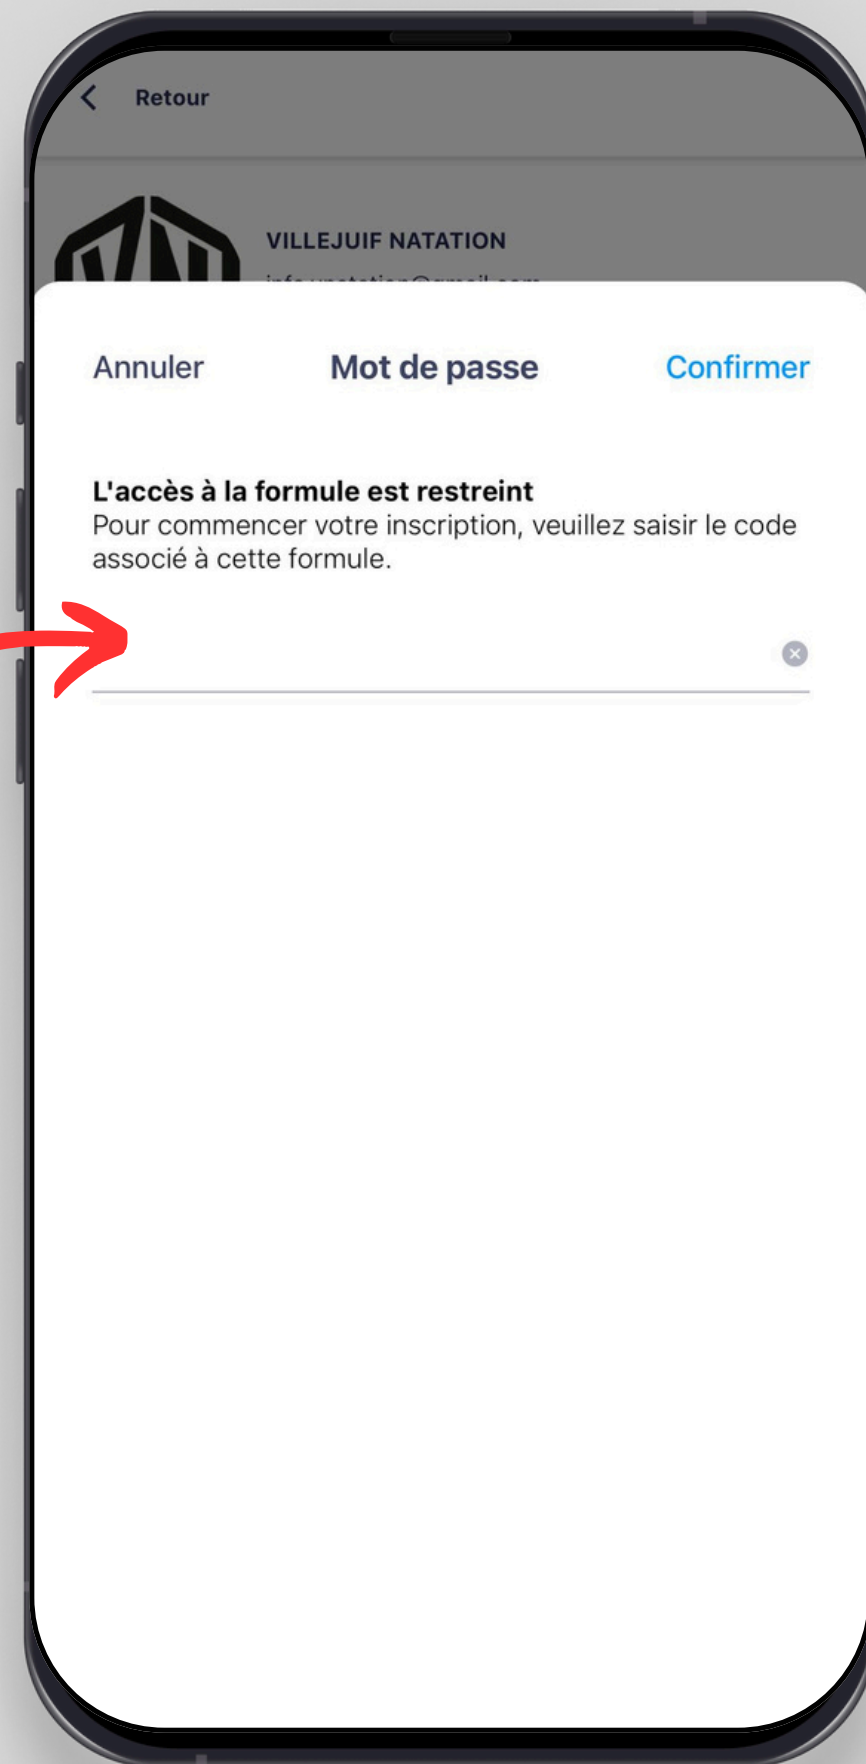 Retour
VILLEJUIF NATATION
Annuler Mot de passe Confirmer
L'accès à la formule est restreint
Pour commencer votre inscription, veuillez saisir le code
associé à cette formule.